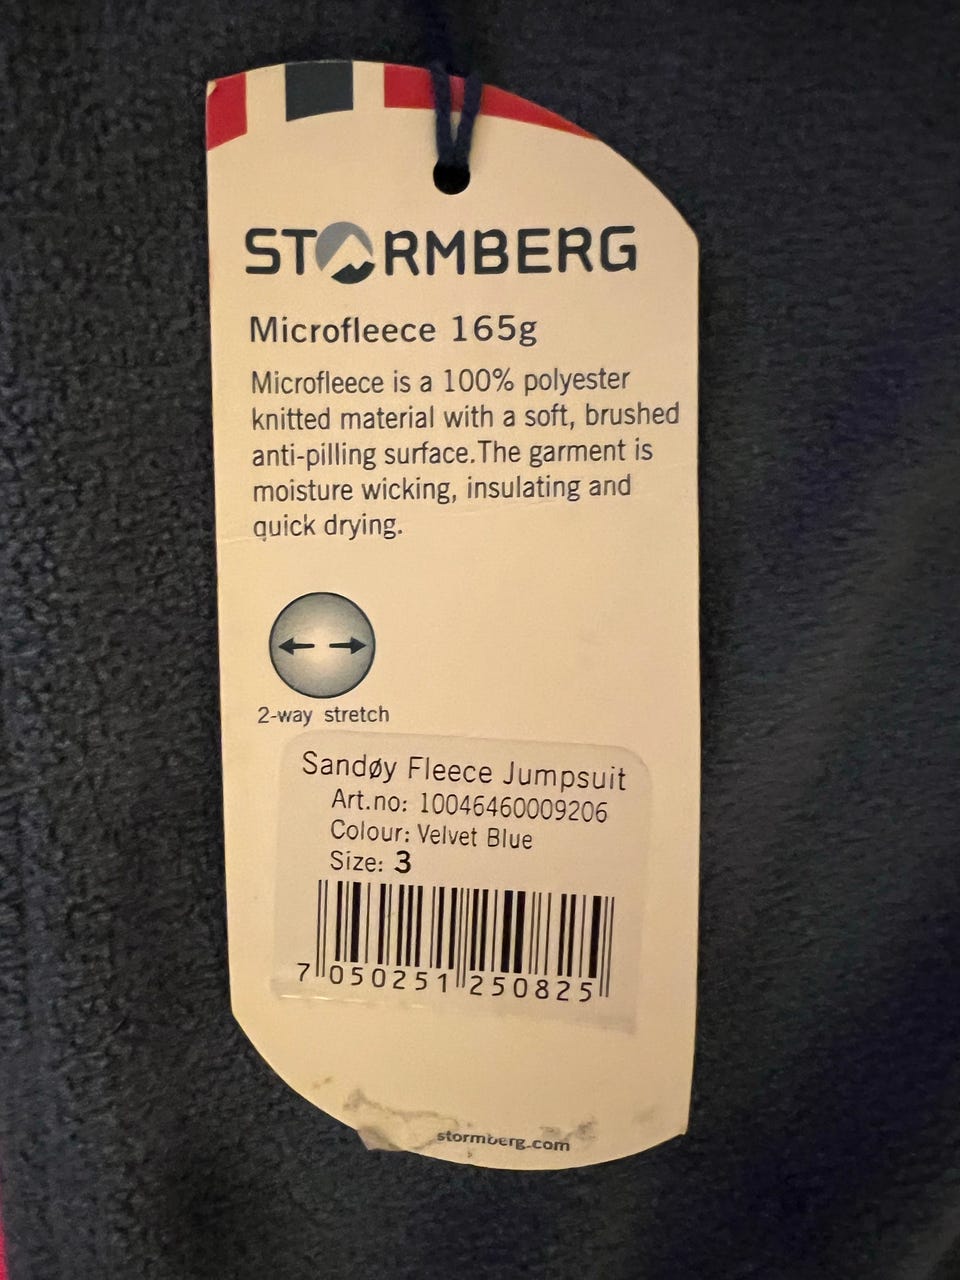 STORMBERG
Microfleece 165g
Microfleece is a 100% polyester
knitted material with a soft, brushed
anti-pilling surface.The garment is
moisture wicking, insulating and
quick drying.
2-way stretch
Sandøy Fleece Jumpsuit
Art.no: 10046460009206
Colour: Velvet Blue
Size: 3
7 050251 250825
stormberg.com